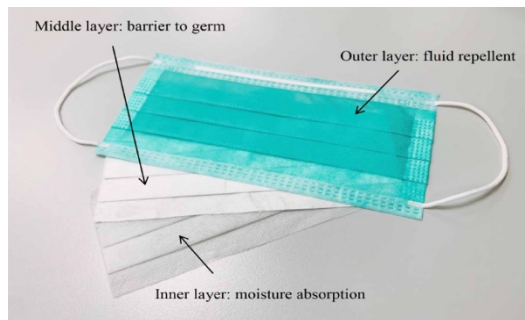 Middle layer: barrier to germ
Outer layer: fluid repellent
Inner layer: moisture absorption